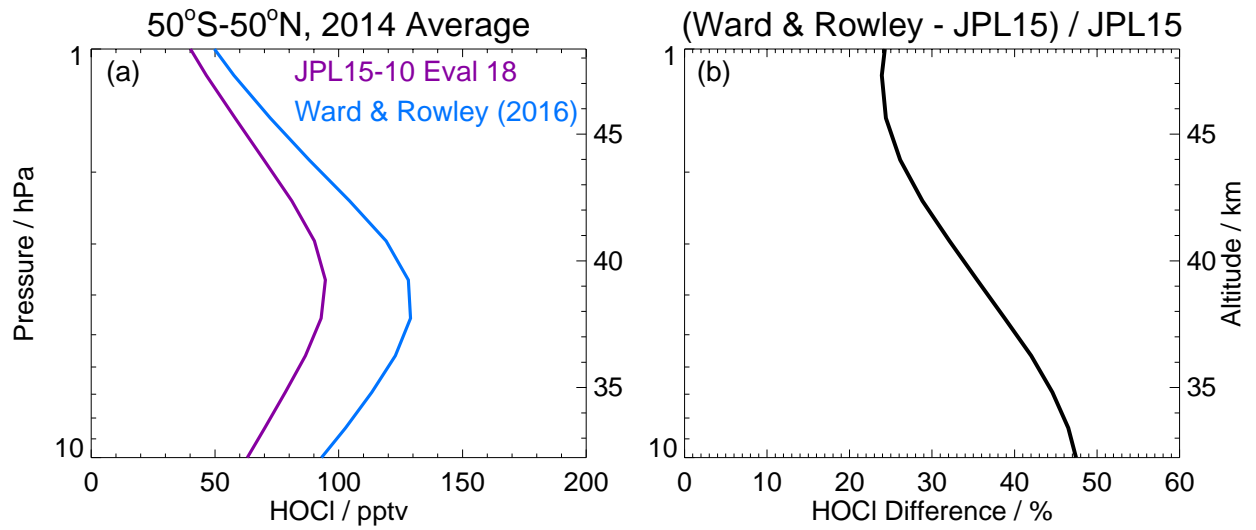 50°S-50°N, 2014 Average
(a)
JPL15-10 Eval 18
Ward & Rowley (2016)
1
10
Pressure / hPa
45
40
35
0 50 100 150 200
HOCl / pptv
(Ward & Rowley - JPL15) / JPL15
(b)
1
10
45
40
35
Altitude / km
0 10 20 30 40 50 60
HOCl Difference / %